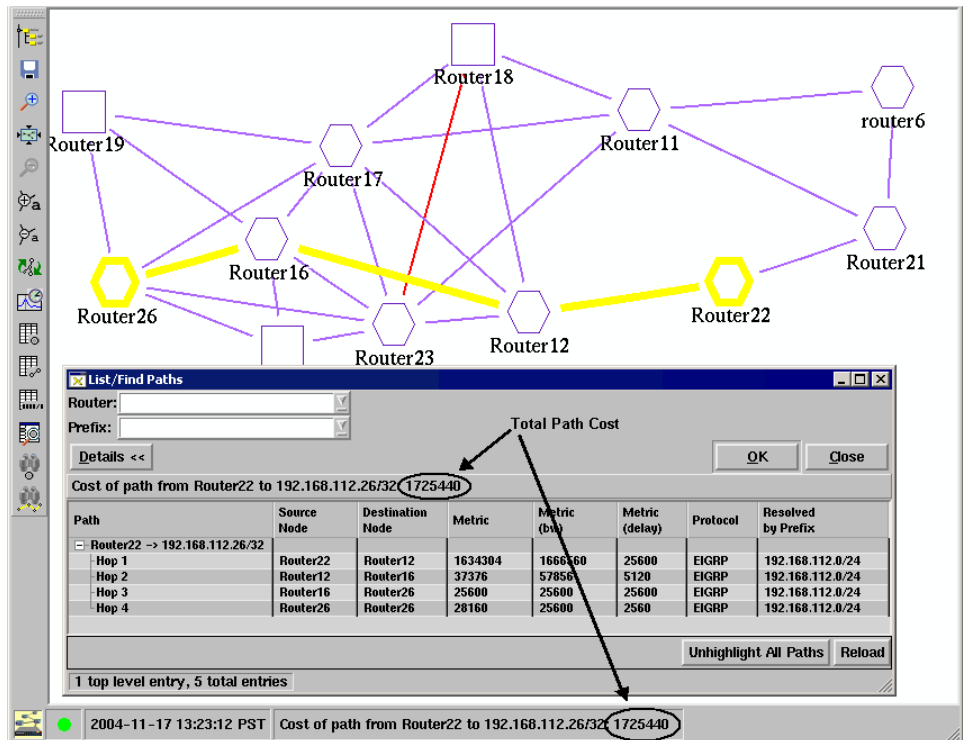 Router18
Router19
Router17
Router11
router6
Router16
Router21
Router26
Router22
Router23
Router12
List/Find Paths
Router:
Prefix:
Total Path Cost
Details <<
OK
Close
Cost of path from Router22 to 192.168.112.26/32: 1725440
Path Source Node Destination Node Metric Metric (bw) Metric (delay) Protocol Resolved by Prefix
Router22 -> 192.168.112.26/32
Hop 1 Router22 Router12 1634304 1666560 25600 EIGRP 192.168.112.0/24
Hop 2 Router12 Router16 37376 57856 5120 EIGRP 192.168.112.0/24
Hop 3 Router16 Router26 25600 25600 25600 EIGRP 192.168.112.0/24
Hop 4 Router26 Router26 28160 25600 2560 EIGRP 192.168.112.0/24
Unhighlight All Paths
Reload
1 top level entry, 5 total entries
2004-11-17 13:23:12 PST Cost of path from Router22 to 192.168.112.26/32: 1725440